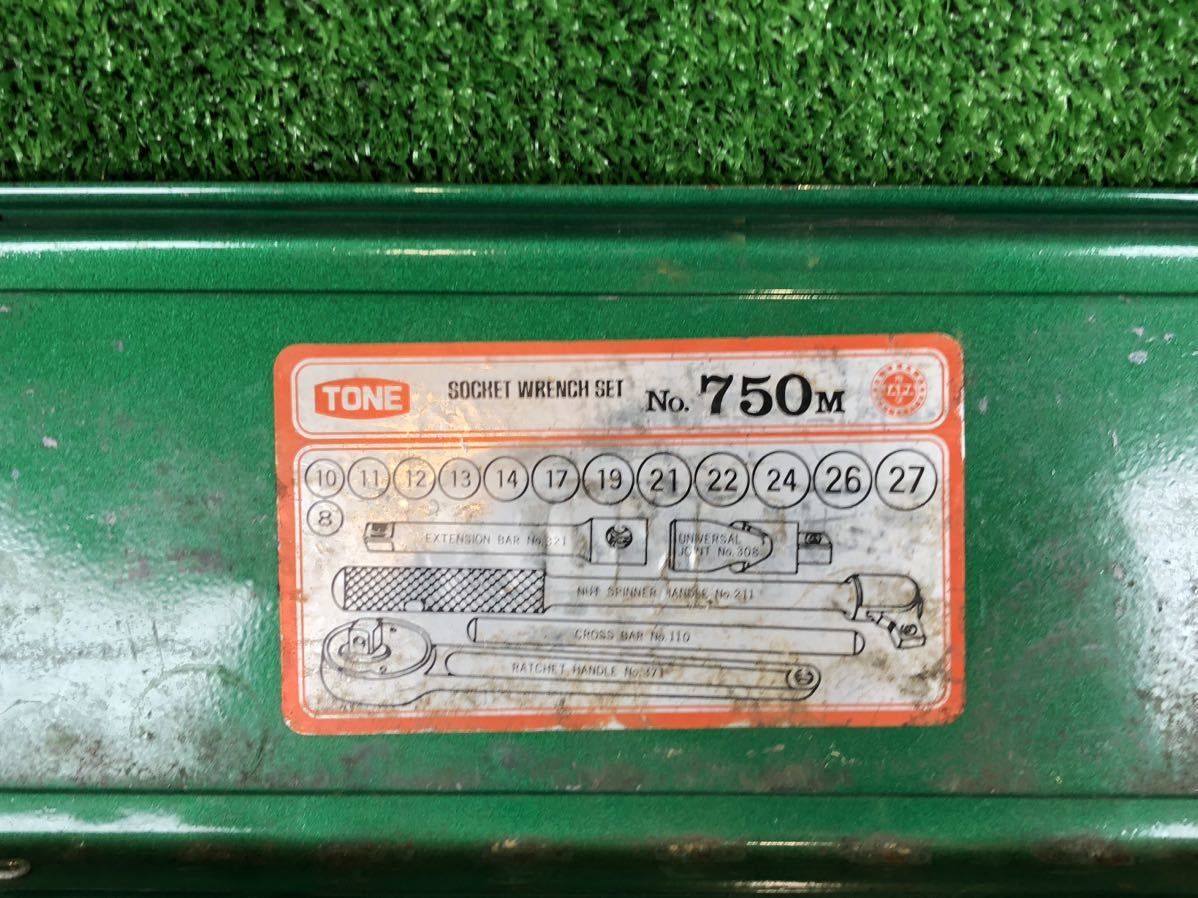 TONE SOCKET WRENCH SET No. 750M
10 11 12 13 14 17 19 21 22 24 26 27
8
EXTENSION BAR No.321
UNIVERSAL
JOINT No.308
NUT SPINNER HANDLE No.211
CROSS BAR No.110
RATCHET HANDLE No.371